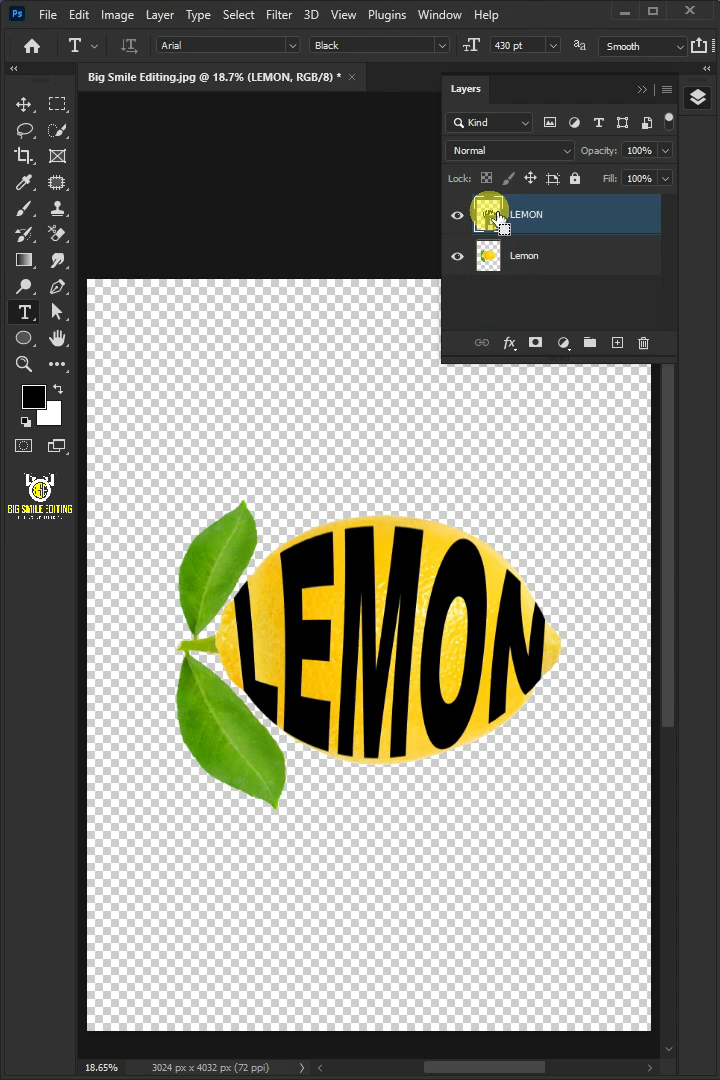 Ps File Edit Image Layer Type Select Filter 3D View Plugins Window Help
T Arial Black 430 pt Smooth
Big Smile Editing.jpg @ 18.7% (LEMON, RGB/8) *
Layers
Kind
Normal Opacity: 100%
Lock: Fill: 100%
LEMON
Lemon
fx
BIG SMILE EDITING
LEMON
18.65% 3024 px x 4032 px (72 ppi)